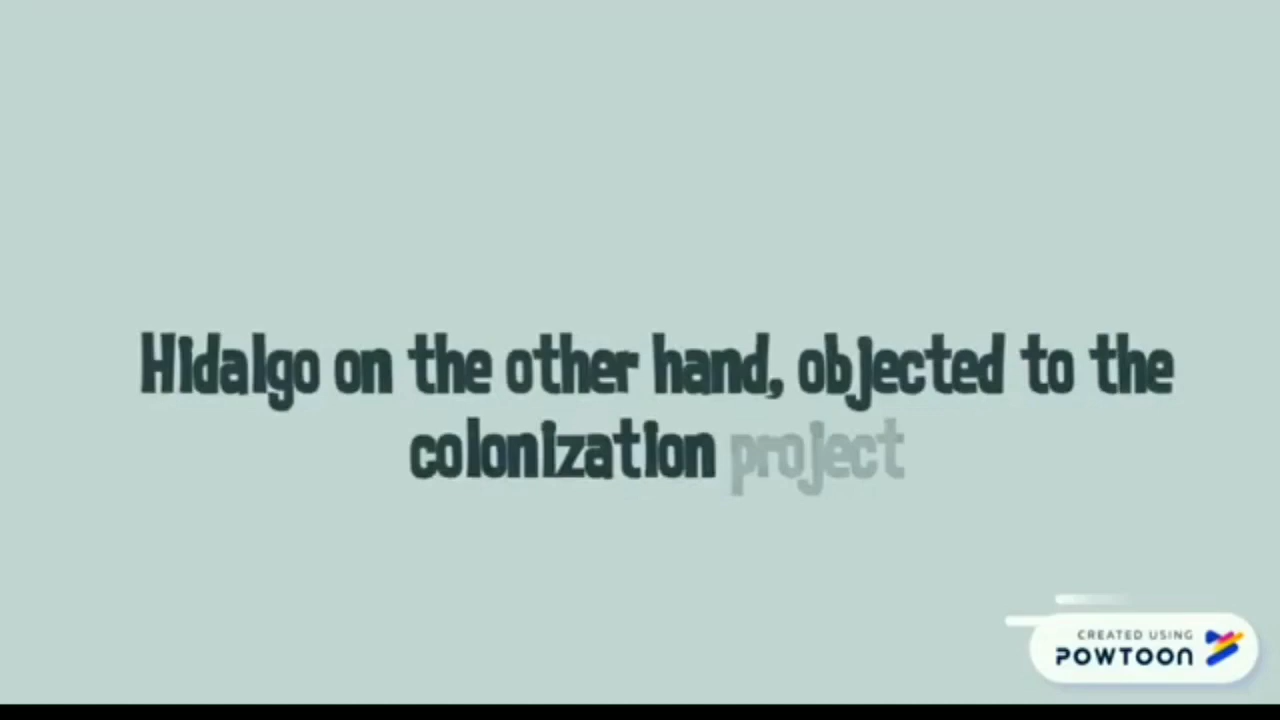 Hidalgo on the other hand, objected to the
colonization project
CREATED USING
POWTOON